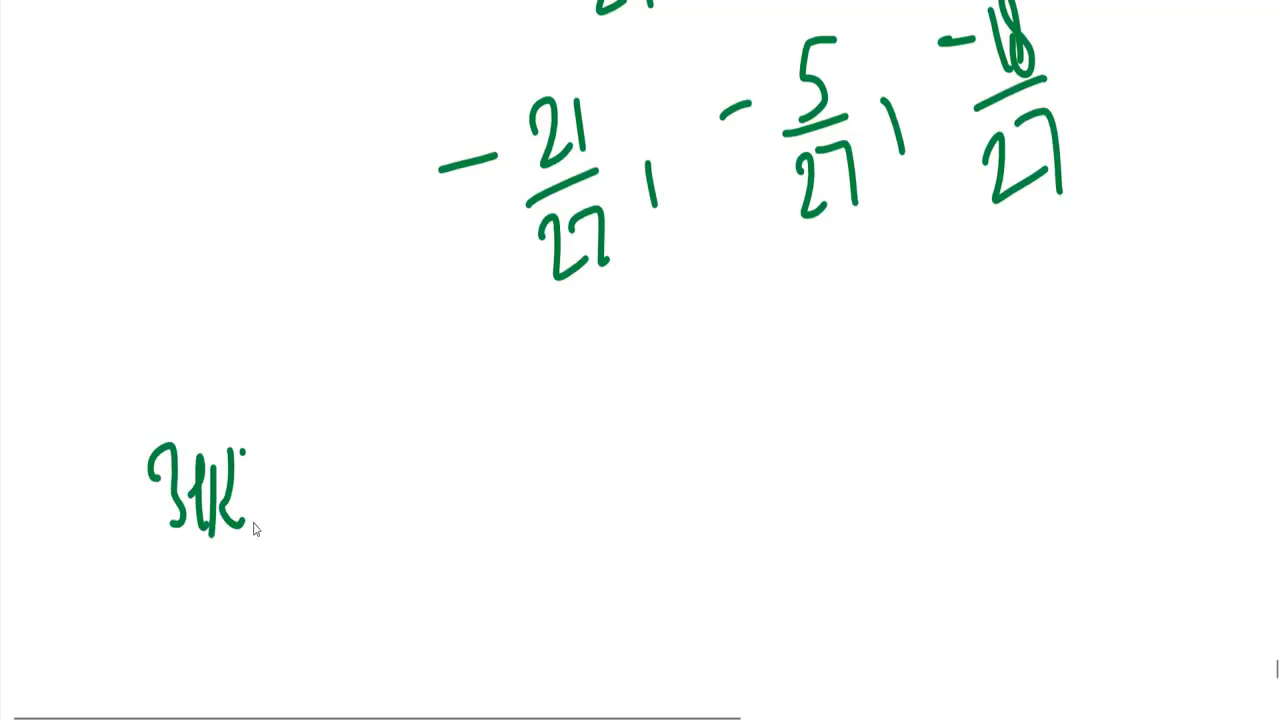 - 21/27, - 5/27, - 18/27